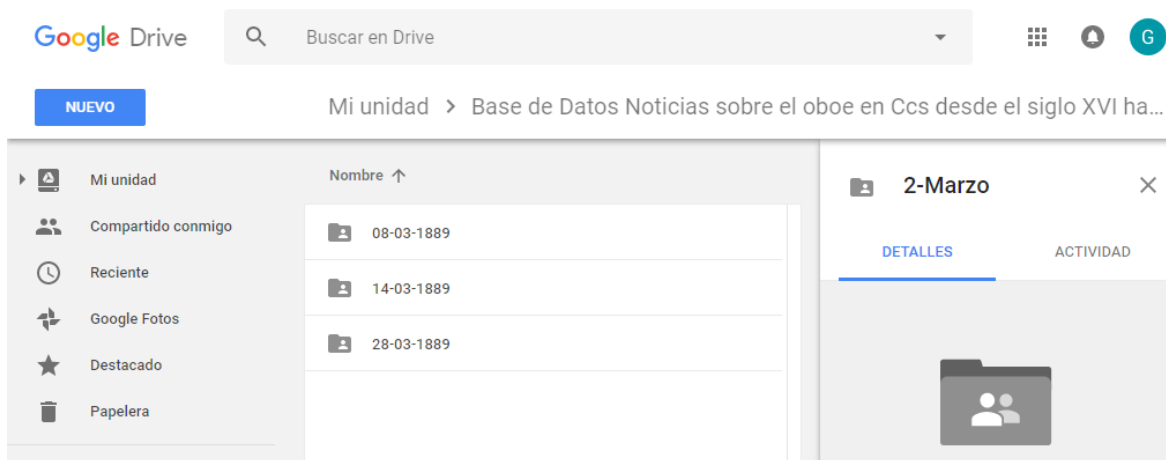 Google Drive
Buscar en Drive
G
NUEVO
Mi unidad > Base de Datos Noticias sobre el oboe en Ccs desde el siglo XVI ha...
Mi unidad
Compartido conmigo
Reciente
Google Fotos
Destacado
Papelera
Nombre ↑
08-03-1889
14-03-1889
28-03-1889
2-Marzo
DETALLES ACTIVIDAD